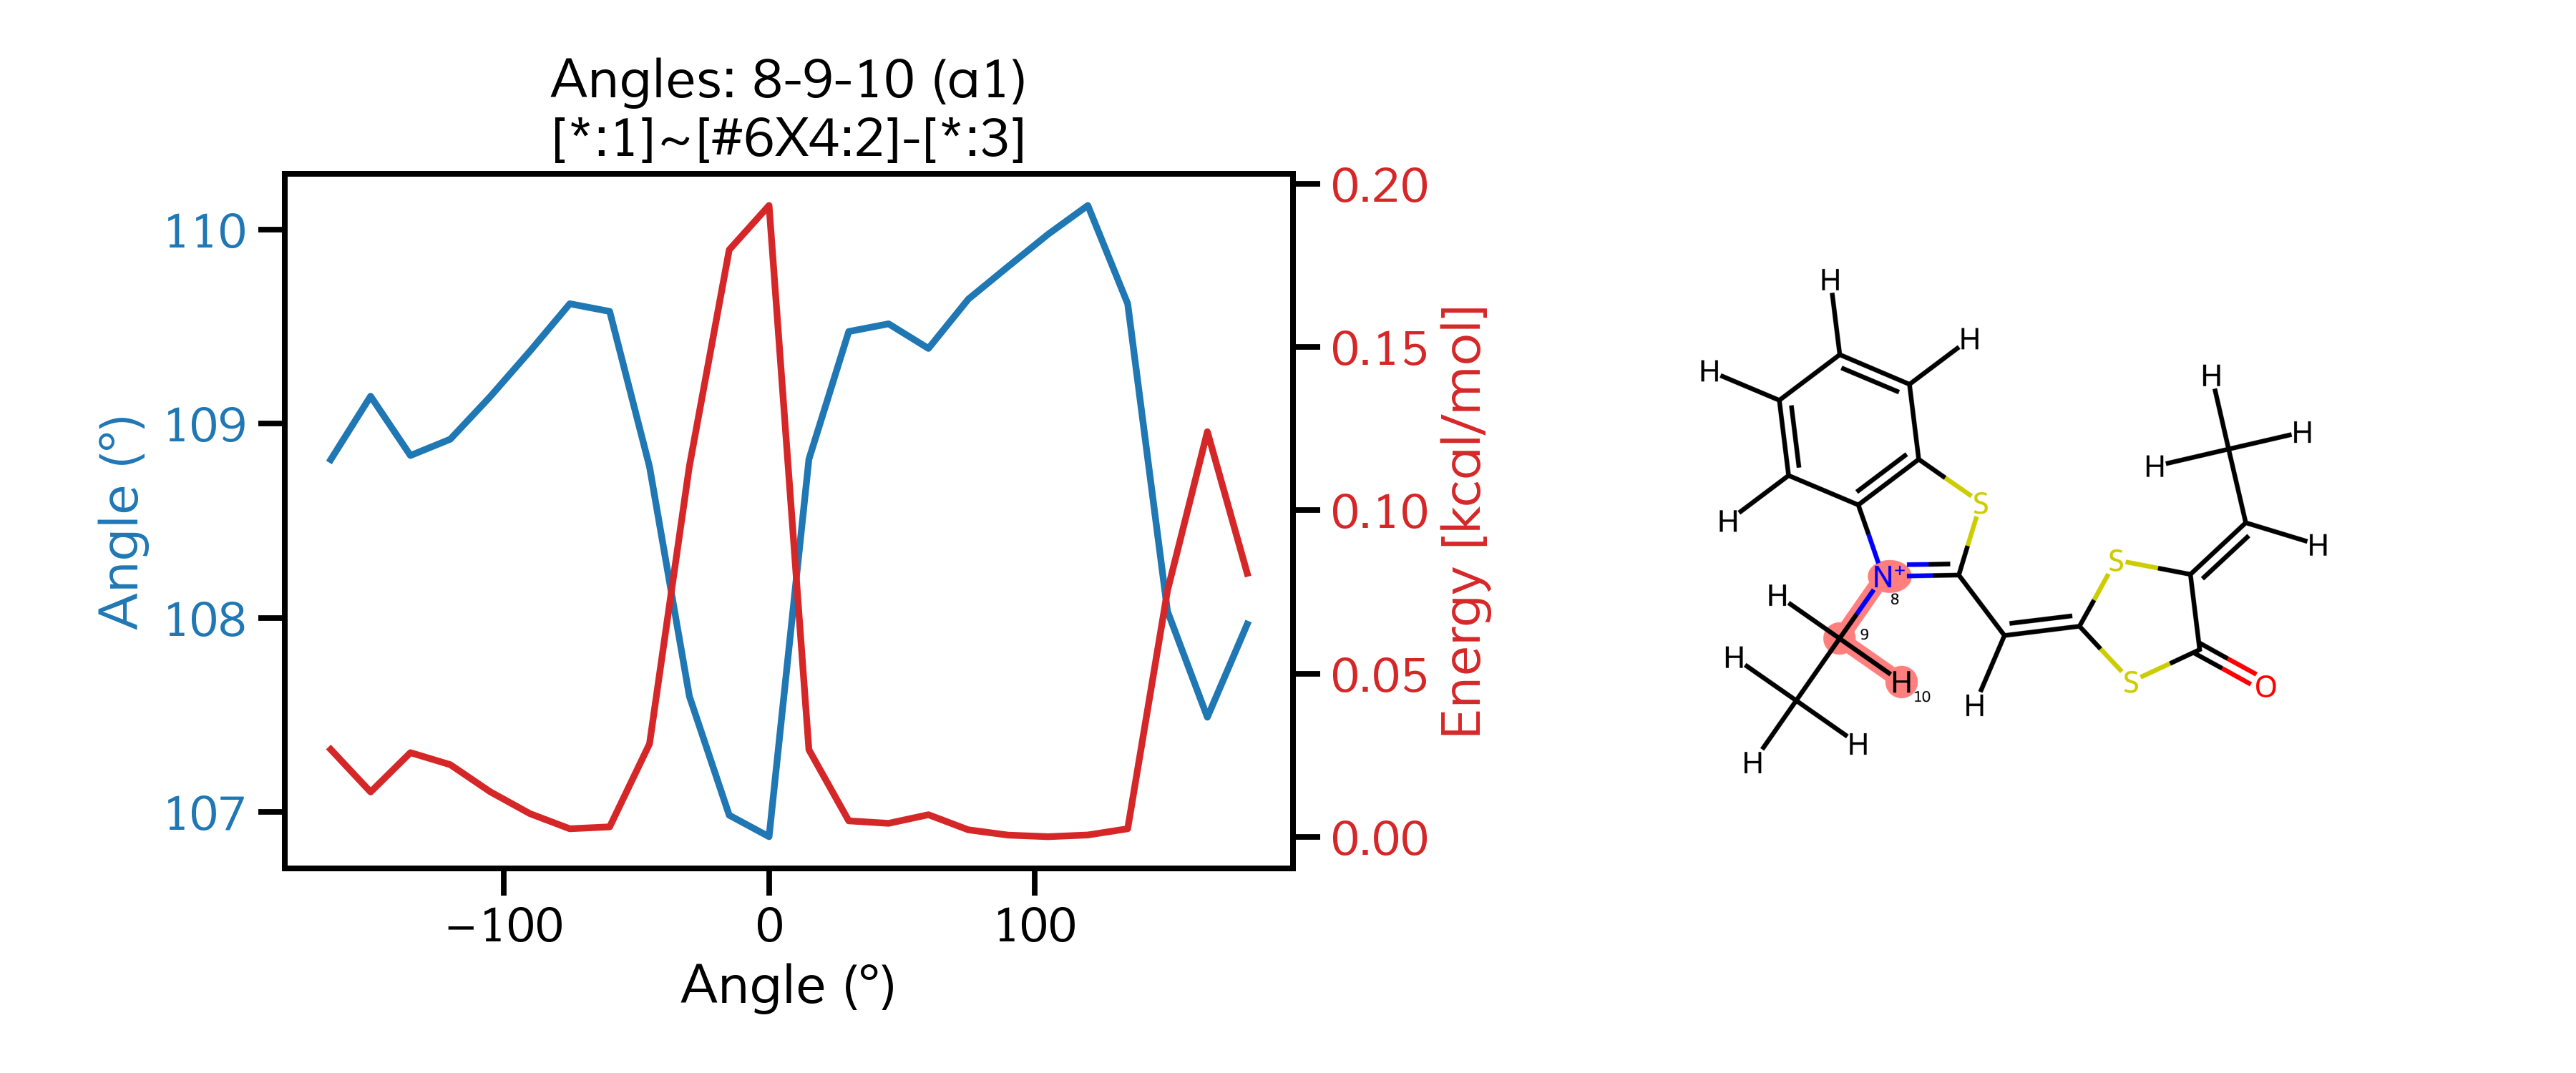 Angles: 8-9-10 (a1)
[*:1]~[#6X4:2]-[*:3]
Angle (°)
110
109
108
107
−100
0
100
Angle (°)
0.20
0.15
0.10
0.05
0.00
Energy [kcal/mol]
H
H
H
H
H
H
H
S
S
H
N+
8
H
9
H
S
O
H
10
H
H
H